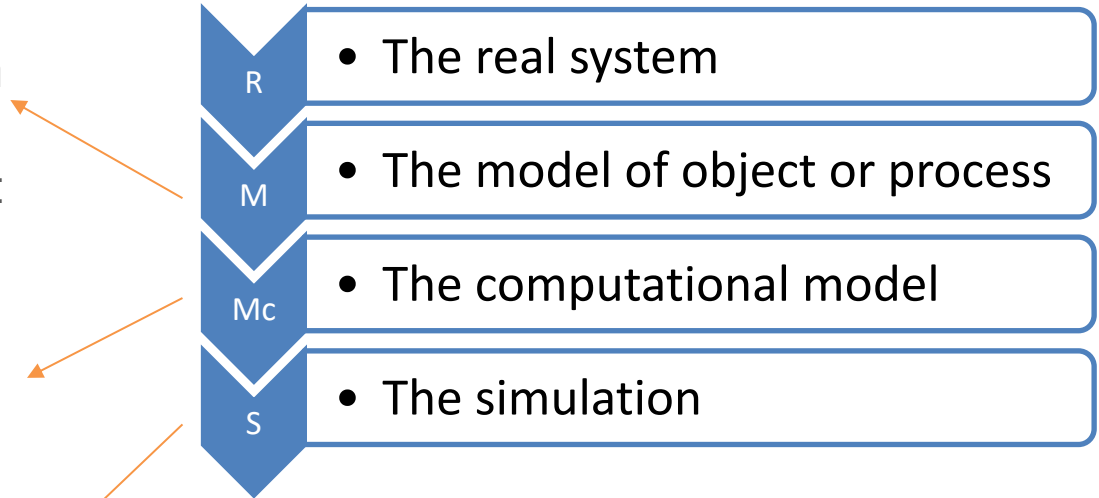 R
• The real system
M
• The model of object or process
Mc
• The computational model
S
• The simulation